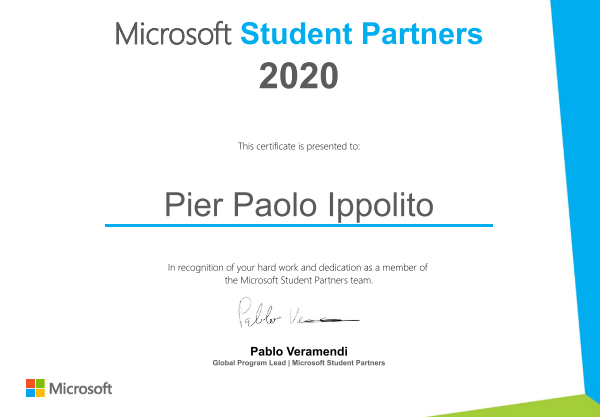 Microsoft Student Partners
2020
This certificate is presented to:
Pier Paolo Ippolito
In recognition of your hard work and dedication as a member of
the Microsoft Student Partners team.
Pablo Ve
Pablo Veramendi
Global Program Lead | Microsoft Student Partners
Microsoft